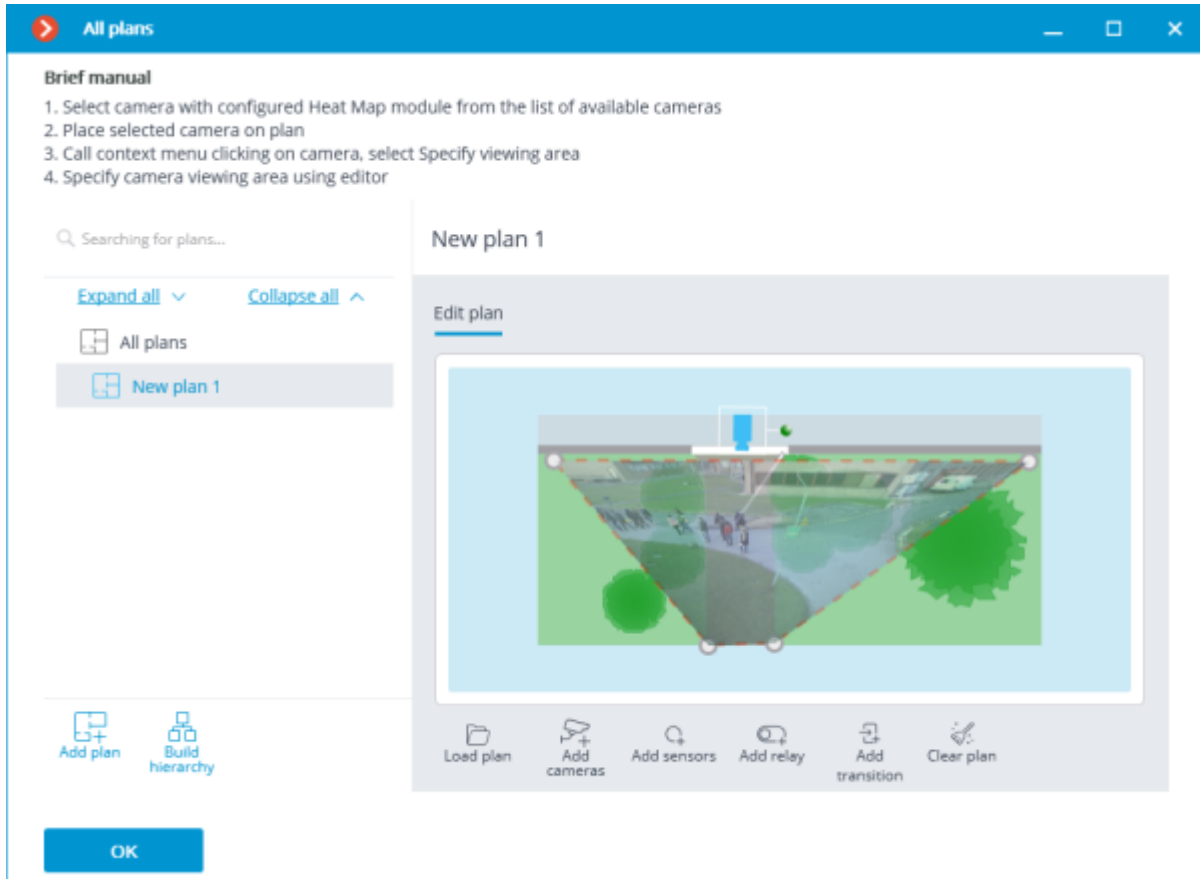 All plans
Brief manual
1. Select camera with configured Heat Map module from the list of available cameras
2. Place selected camera on plan
3. Call context menu clicking on camera, select Specify viewing area
4. Specify camera viewing area using editor
Searching for plans...
Expand all
Collapse all
All plans
New plan 1
Add plan
Build
hierarchy
New plan 1
Edit plan
Load plan
Add
cameras
Add sensors
Add relay
Add
transition
Clear plan
OK